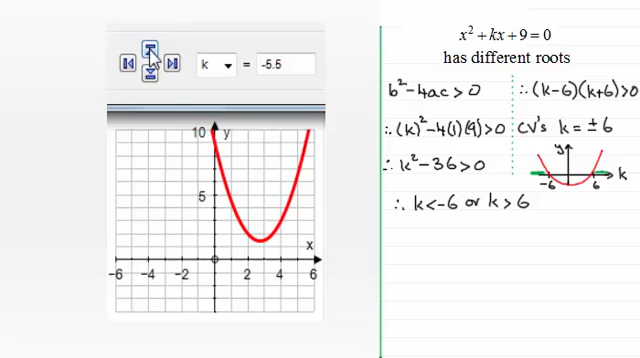 x² + kx + 9 = 0
has different roots
k = -5.5
10 y
5
x
-6 -4 -2 0 2 4 6
b² - 4ac > 0
∴ (k)² - 4(1)(9) > 0
∴ k² - 36 > 0
∴ k < -6 or k > 6
∴ (k-6)(k+6) > 0
CV's k = ± 6
y
-6 6 k